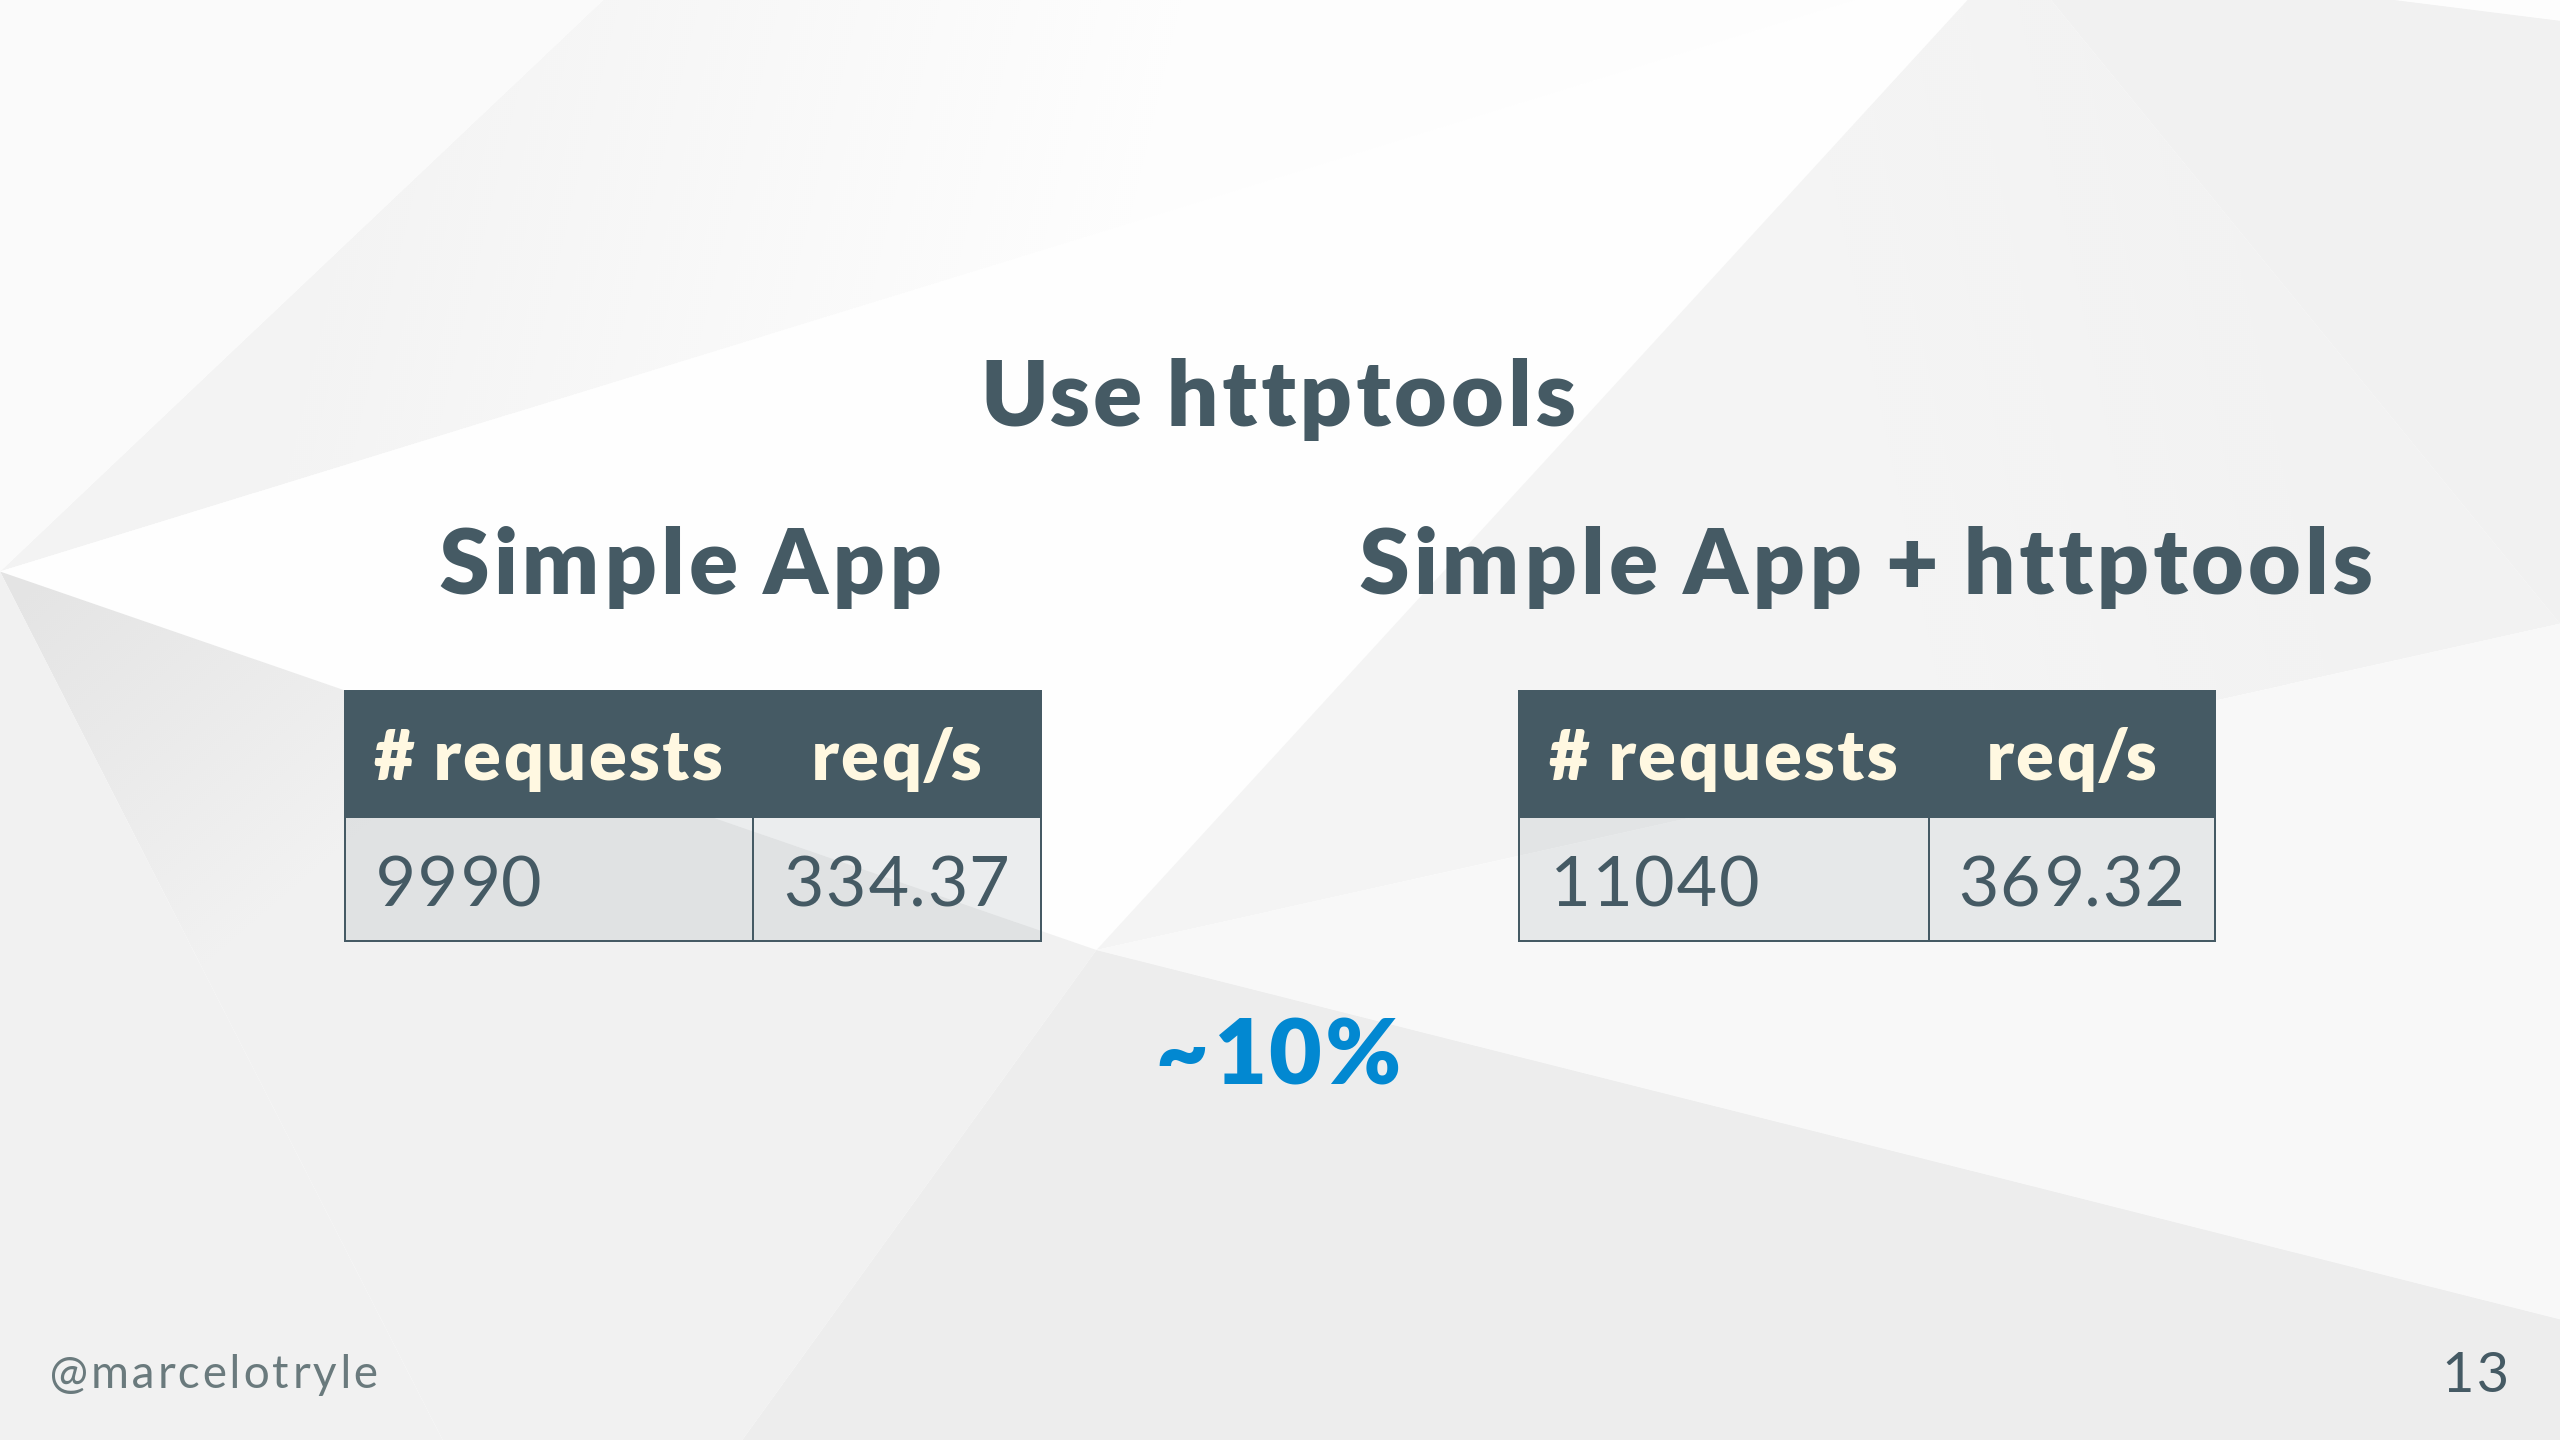 Use httptools
Simple App
# requests req/s
9990 334.37
Simple App + httptools
# requests req/s
11040 369.32
~10%
@marcelotryle
13